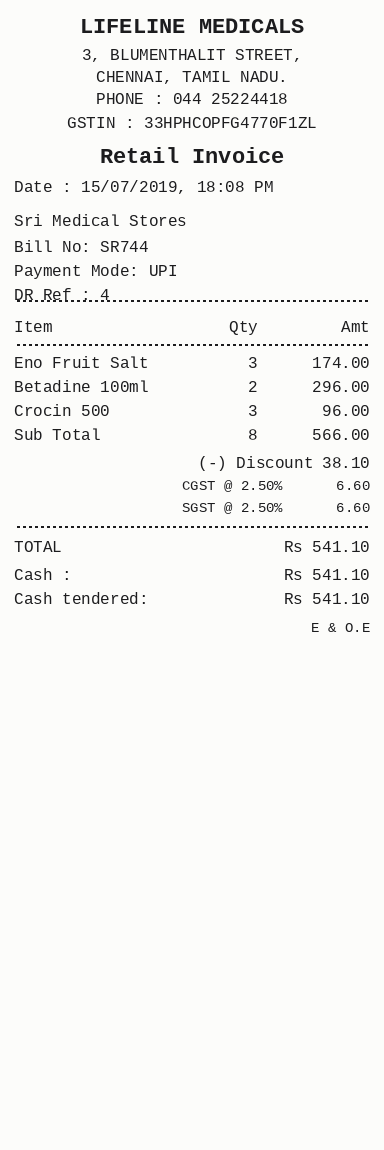 LIFELINE MEDICALS
3, BLUMENTHALIT STREET,
CHENNAI, TAMIL NADU.
PHONE : 044 25224418
GSTIN : 33HPHCOPFG4770F1ZL
Retail Invoice
Date : 15/07/2019, 18:08 PM
Sri Medical Stores
Bill No: SR744
Payment Mode: UPI
DR Ref : 4
Item Qty Amt
Eno Fruit Salt 3 174.00
Betadine 100ml 2 296.00
Crocin 500 3 96.00
Sub Total 8 566.00
(-) Discount 38.10
CGST @ 2.50% 6.60
SGST @ 2.50% 6.60
TOTAL Rs 541.10
Cash : Rs 541.10
Cash tendered: Rs 541.10
E & O.E